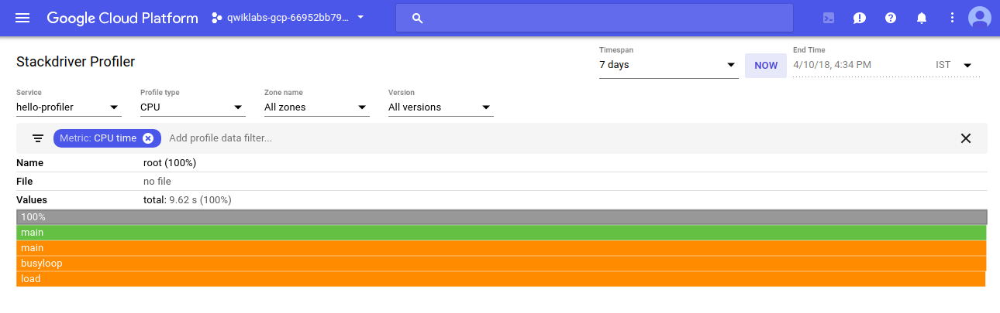 Google Cloud Platform qwiklabs-gcp-66952bb79...
Stackdriver Profiler
Timespan
7 days
NOW
End Time
4/10/18, 4:34 PM IST
Service
hello-profiler
Profile type
CPU
Zone name
All zones
Version
All versions
Metric: CPU time Add profile data filter...
Name root (100%)
File no file
Values total: 9.62 s (100%)
100%
main
main
busyloop
load